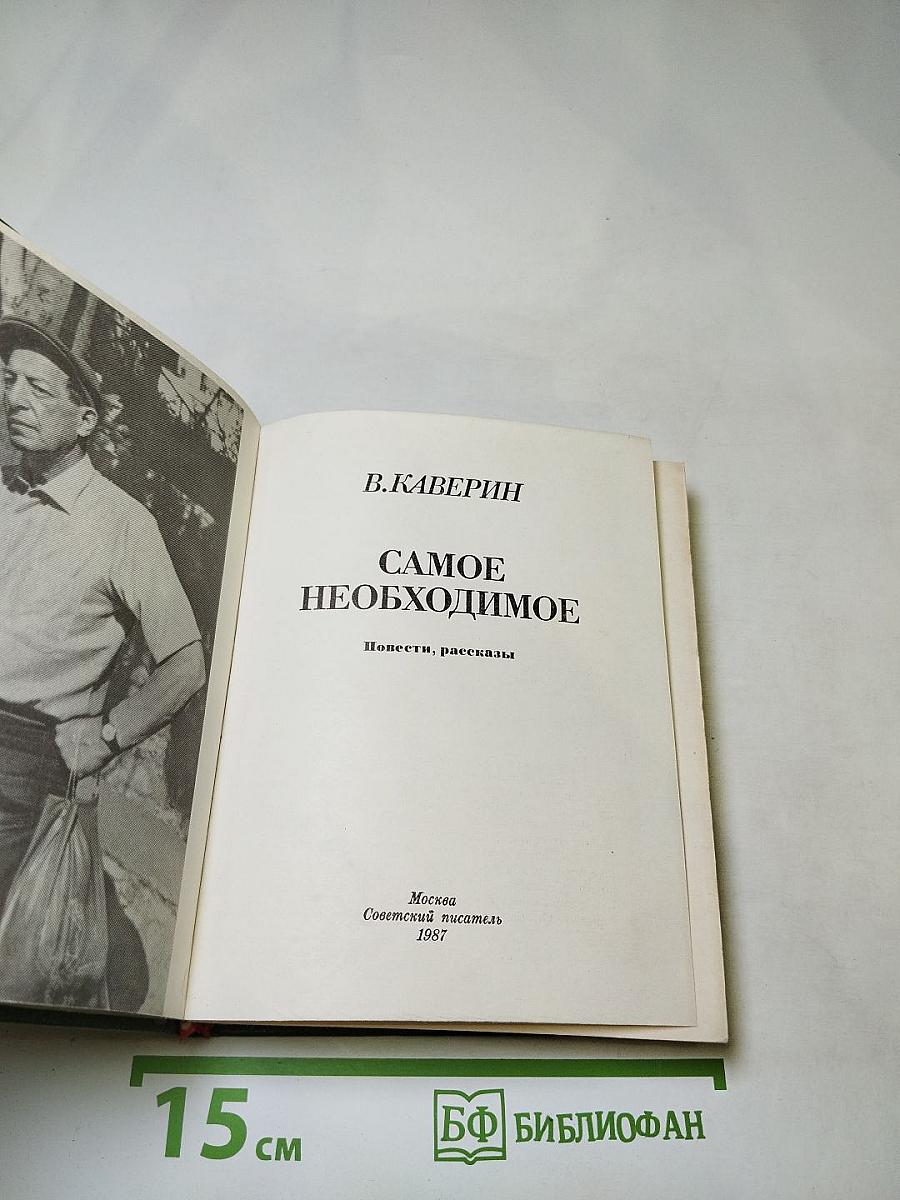 В. КАВЕРИН
САМОЕ
НЕОБХОДИМОЕ
Повести, рассказы
Москва
Советский писатель
1987
15 см
БФ БИБЛИОФАН